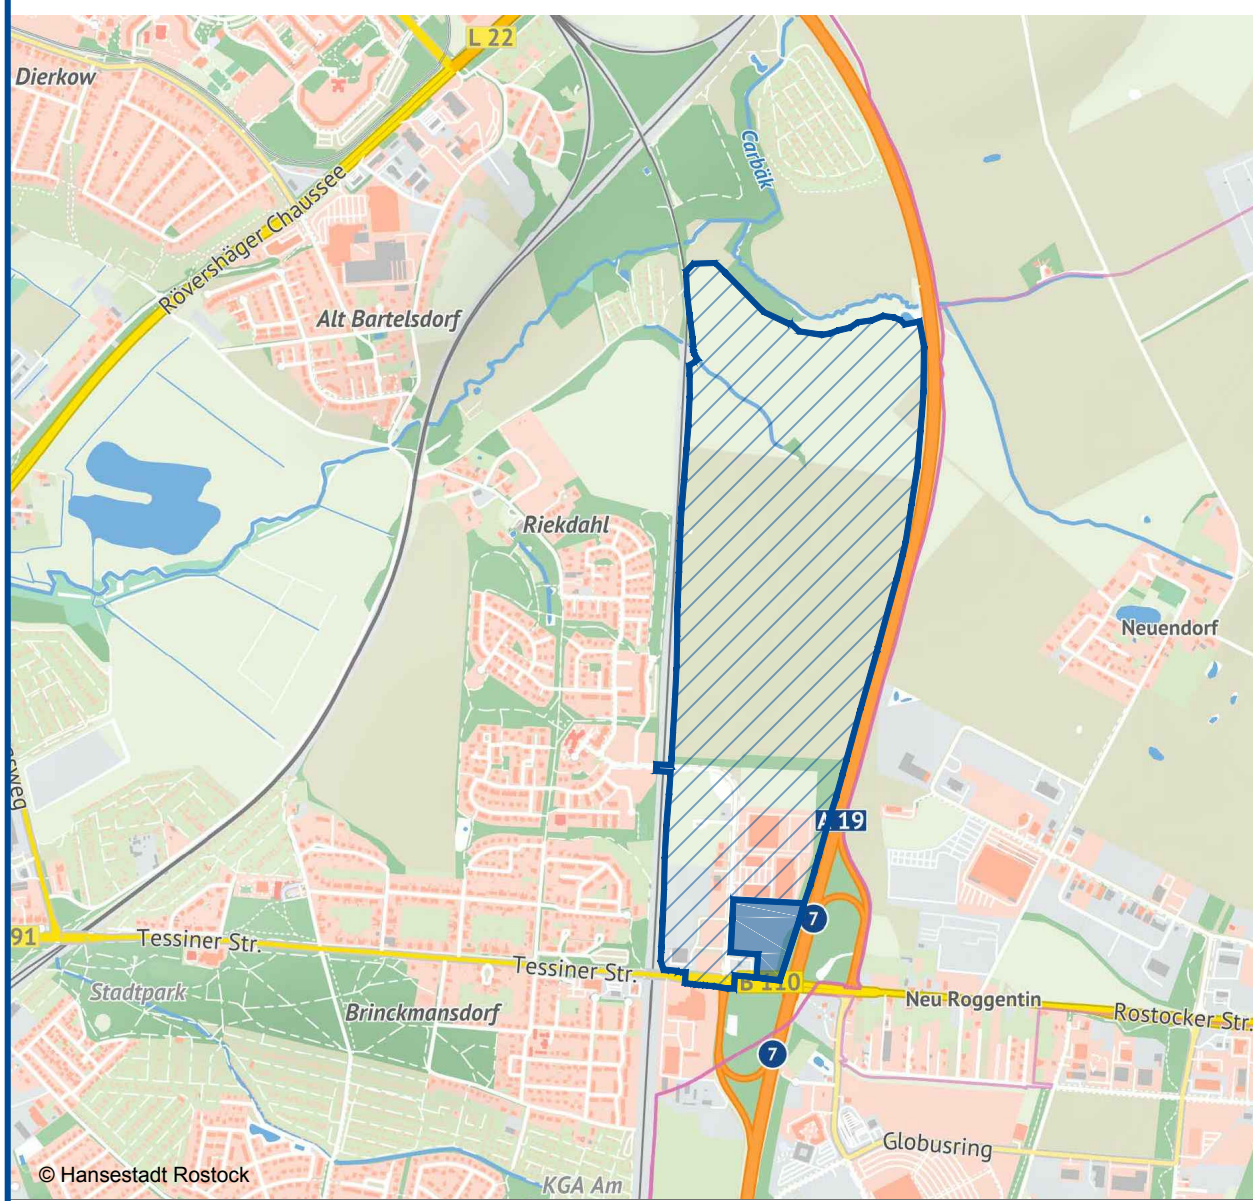 L 22
Dierkow
Carbäk
Rövershäger Chaussee
Alt Bartelsdorf
Riekdahl
Neuendorf
A 19
7
91
Tessiner Str.
Tessiner Str.
B 110
Stadtpark
Neu Roggentin
Brinckmansdorf
Rostocker Str.
7
Globusring
© Hansestadt Rostock
KGA Am